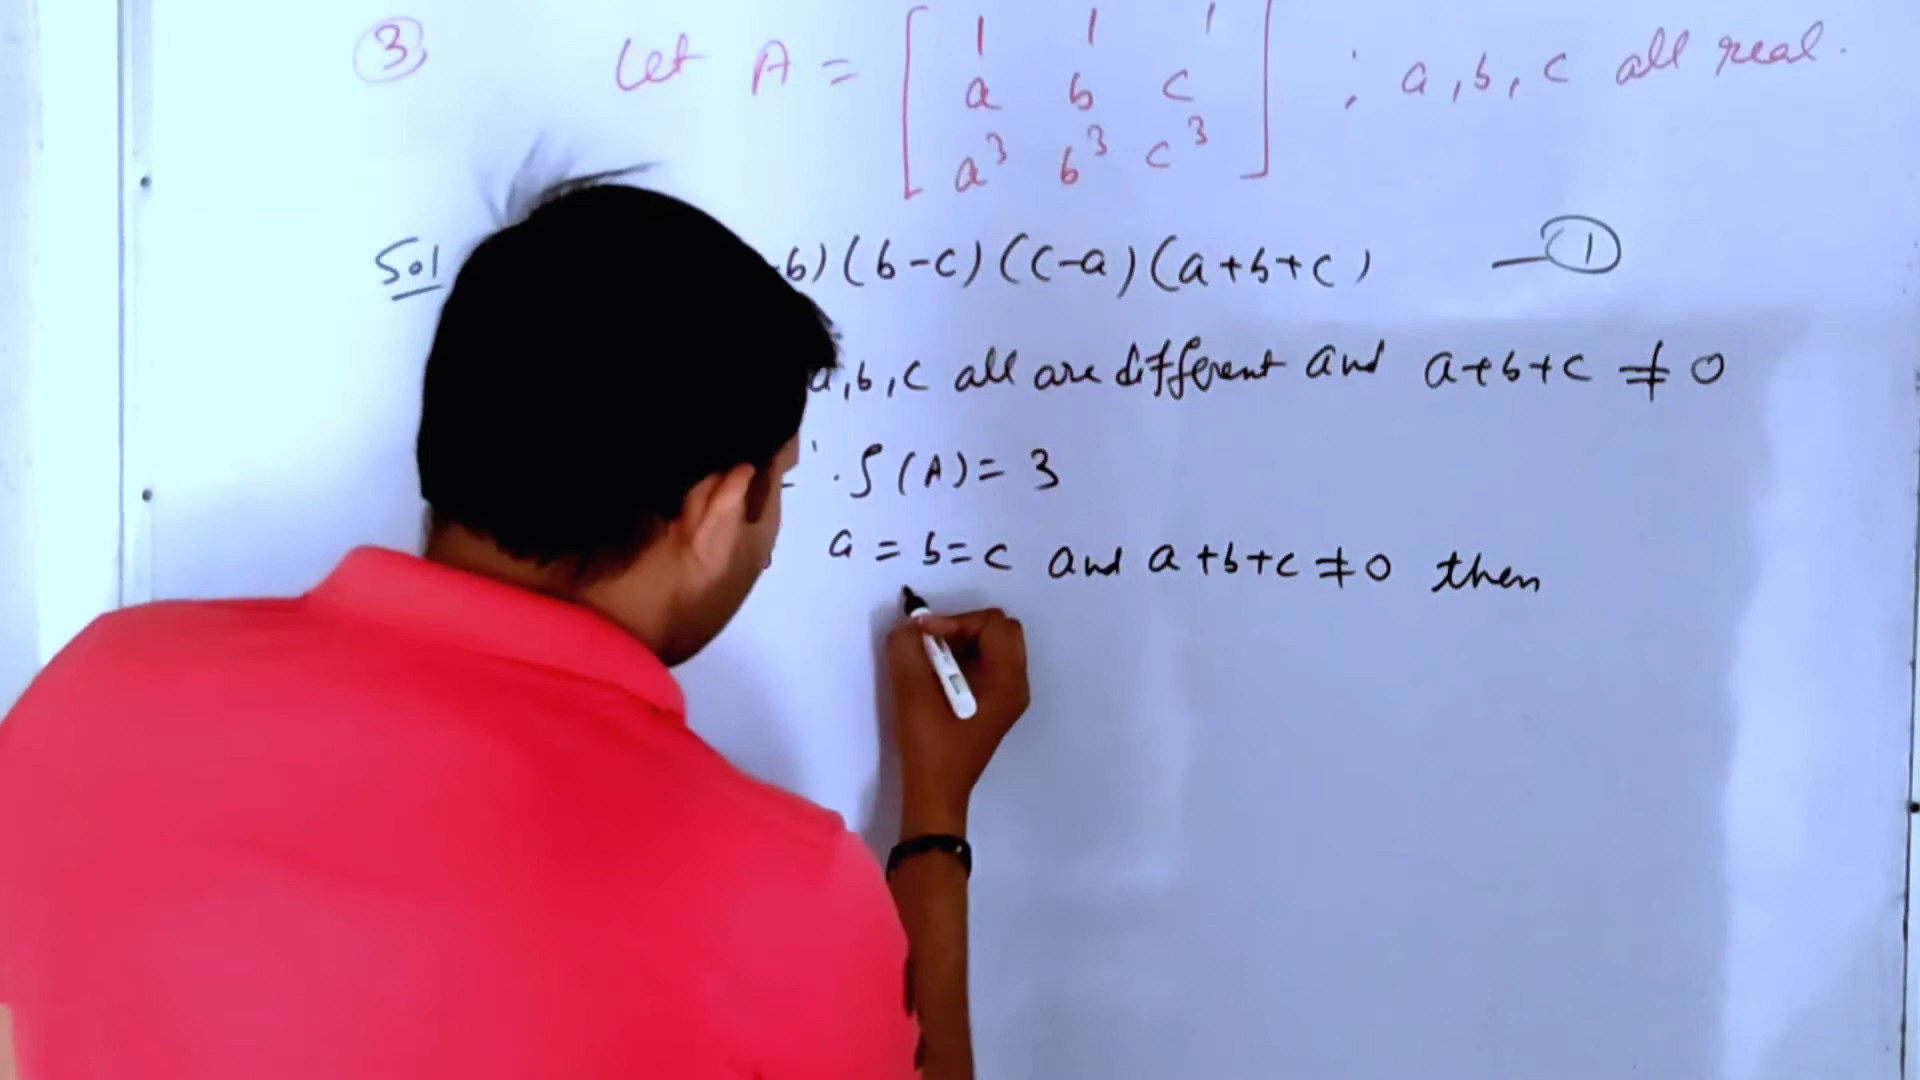 ③ Let A = [ 1 1 1
a b c
a³ b³ c³ ] ; a, b, c all real.
Sol b) (b-c) (c-a) (a+b+c) — ①
a, b, c all are different and a+b+c ≠ 0
ρ(A) = 3
a = b = c and a+b+c ≠ 0 then